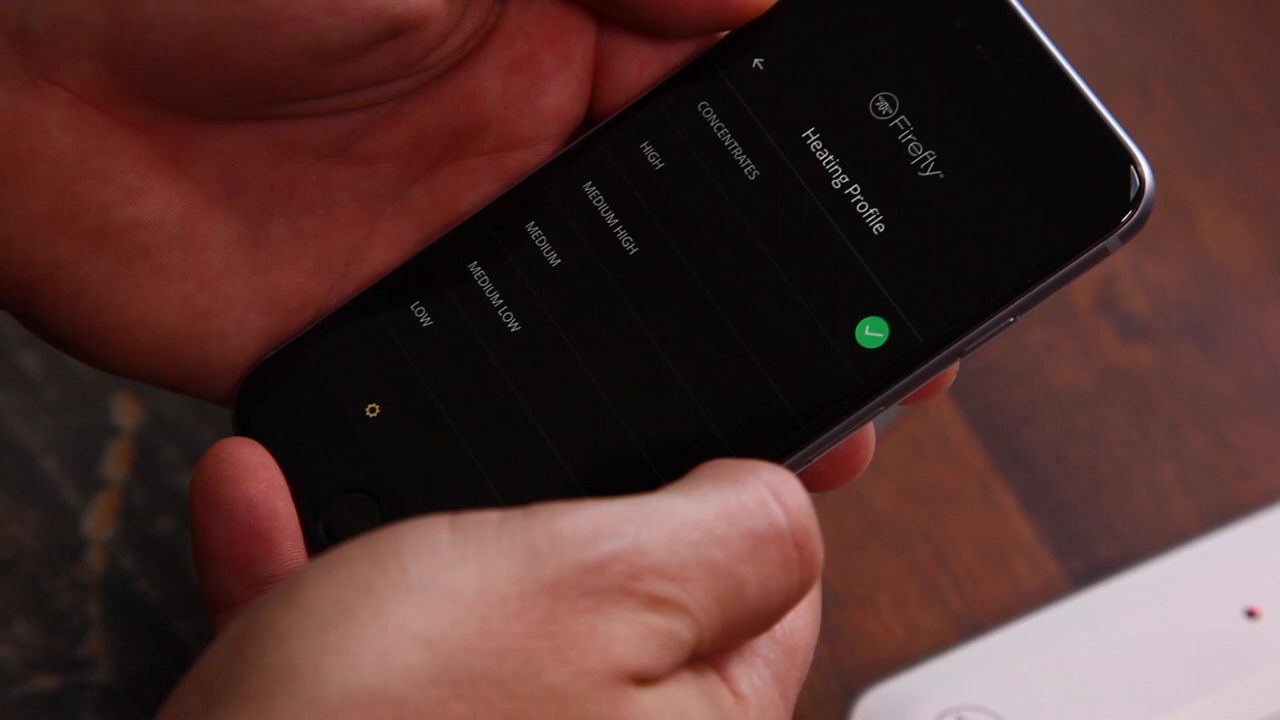 Firefly
Heating Profile
CONCENTRATES
HIGH
MEDIUM HIGH
MEDIUM
MEDIUM LOW
LOW